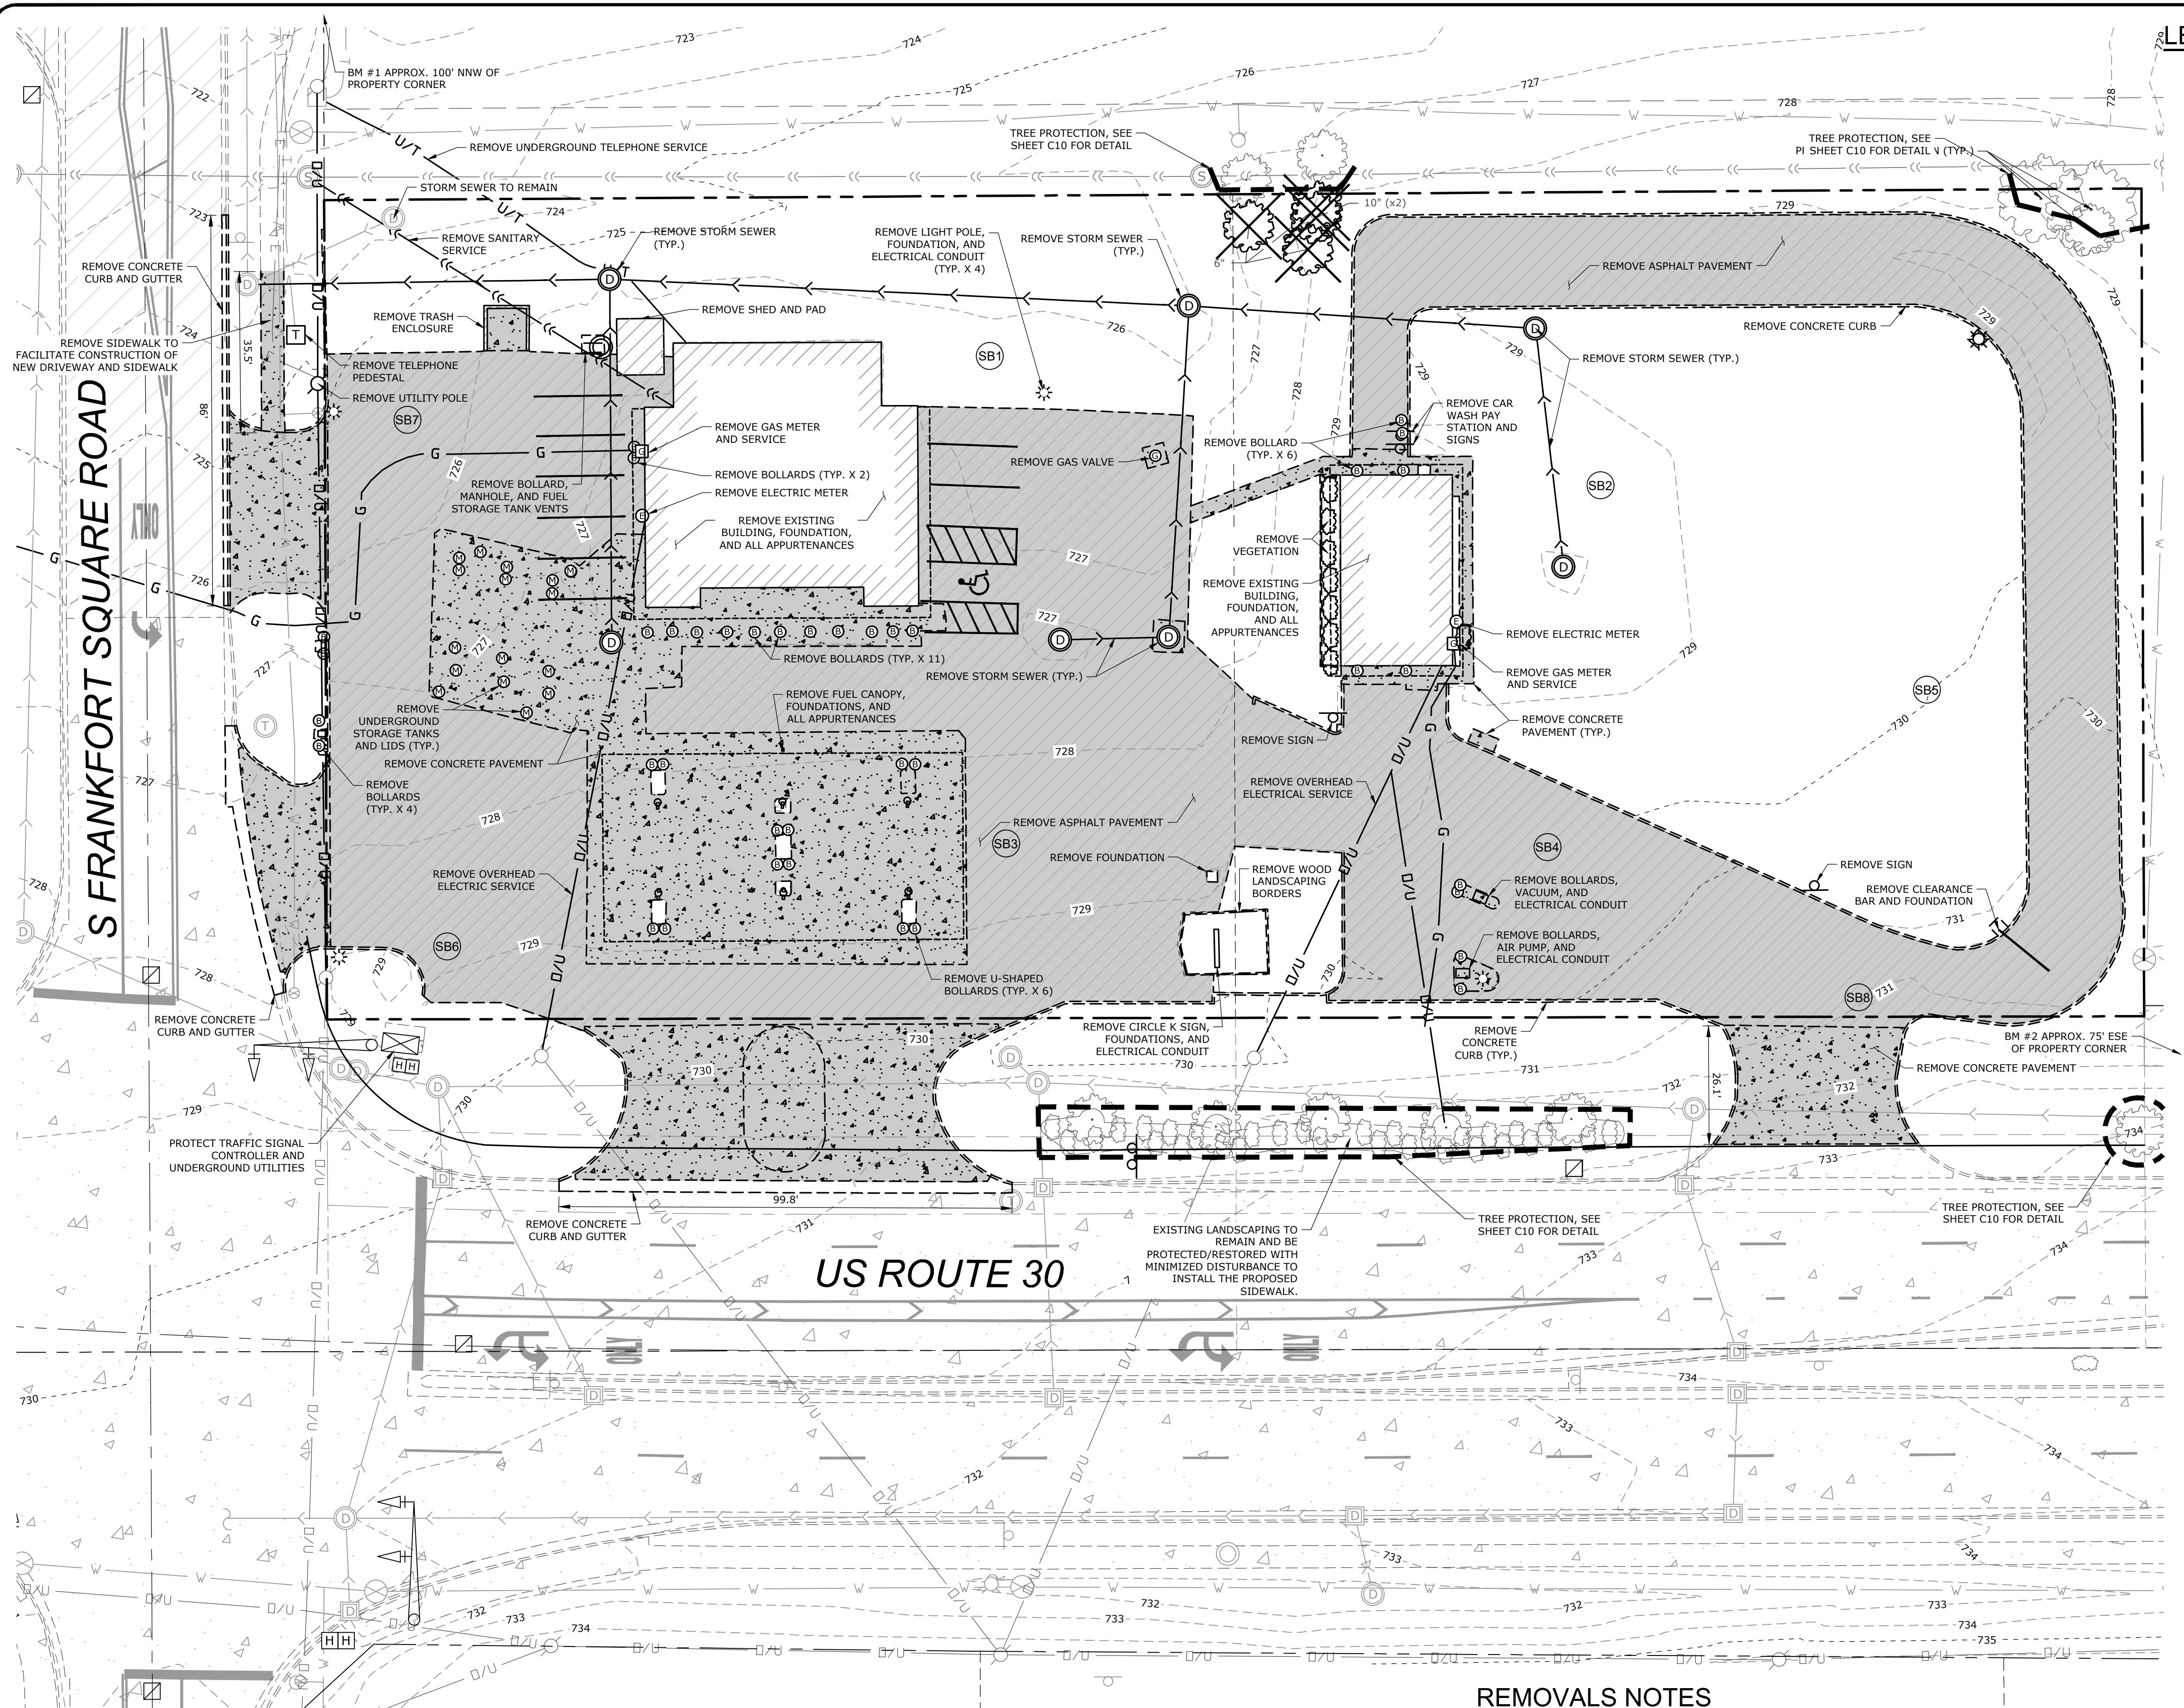 LE
BM #1 APPROX. 100' NNW OF
PROPERTY CORNER
REMOVE UNDERGROUND TELEPHONE SERVICE
STORM SEWER TO REMAIN
REMOVE SANITARY
SERVICE
REMOVE STORM SEWER
(TYP.)
REMOVE LIGHT POLE,
FOUNDATION, AND
ELECTRICAL CONDUIT
(TYP. X 4)
TREE PROTECTION, SEE
SHEET C10 FOR DETAIL
REMOVE STORM SEWER
(TYP.)
10" (x2)
6"
TREE PROTECTION, SEE
SHEET C10 FOR DETAIL
(TYP.)
REMOVE ASPHALT PAVEMENT
REMOVE CONCRETE CURB
REMOVE STORM SEWER (TYP.)
REMOVE CONCRETE
CURB AND GUTTER
REMOVE SIDEWALK TO
FACILITATE CONSTRUCTION OF
NEW DRIVEWAY AND SIDEWALK
35.5'
86'
REMOVE TRASH
ENCLOSURE
REMOVE SHED AND PAD
REMOVE TELEPHONE
PEDESTAL
REMOVE UTILITY POLE
SB7
SB1
SB2
REMOVE GAS METER
AND SERVICE
REMOVE BOLLARDS (TYP. X 2)
REMOVE ELECTRIC METER
REMOVE BOLLARD,
MANHOLE, AND FUEL
STORAGE TANK VENTS
REMOVE EXISTING
BUILDING, FOUNDATION,
AND ALL APPURTENANCES
REMOVE GAS VALVE
REMOVE BOLLARD
(TYP. X 6)
REMOVE CAR
WASH PAY
STATION AND
SIGNS
REMOVE
VEGETATION
REMOVE EXISTING
BUILDING,
FOUNDATION,
AND ALL
APPURTENANCES
REMOVE ELECTRIC METER
REMOVE GAS METER
AND SERVICE
REMOVE CONCRETE
PAVEMENT (TYP.)
S FRANKFORT SQUARE ROAD
ONLY
REMOVE BOLLARDS (TYP. X 11)
REMOVE STORM SEWER (TYP.)
REMOVE FUEL CANOPY,
FOUNDATIONS, AND
ALL APPURTENANCES
REMOVE
UNDERGROUND
STORAGE TANKS
AND LIDS (TYP.)
REMOVE CONCRETE PAVEMENT
REMOVE
BOLLARDS
(TYP. X 4)
REMOVE SIGN
REMOVE OVERHEAD
ELECTRICAL SERVICE
SB5
REMOVE ASPHALT PAVEMENT
SB3
SB4
REMOVE FOUNDATION
REMOVE WOOD
LANDSCAPING
BORDERS
REMOVE OVERHEAD
ELECTRIC SERVICE
REMOVE BOLLARDS,
VACUUM, AND
ELECTRICAL CONDUIT
REMOVE SIGN
REMOVE CLEARANCE
BAR AND FOUNDATION
REMOVE BOLLARDS,
AIR PUMP, AND
ELECTRICAL CONDUIT
SB6
SB8
REMOVE U-SHAPED
BOLLARDS (TYP. X 6)
REMOVE CONCRETE
CURB AND GUTTER
REMOVE CIRCLE K SIGN,
FOUNDATIONS, AND
ELECTRICAL CONDUIT
REMOVE
CONCRETE
CURB (TYP.)
26.1'
BM #2 APPROX. 75' ESE
OF PROPERTY CORNER
REMOVE CONCRETE PAVEMENT
PROTECT TRAFFIC SIGNAL
CONTROLLER AND
UNDERGROUND UTILITIES
99.8'
REMOVE CONCRETE
CURB AND GUTTER
EXISTING LANDSCAPING TO
REMAIN AND BE
PROTECTED/RESTORED WITH
MINIMIZED DISTURBANCE TO
INSTALL THE PROPOSED
SIDEWALK.
TREE PROTECTION, SEE
SHEET C10 FOR DETAIL
TREE PROTECTION, SEE
SHEET C10 FOR DETAIL
US ROUTE 30
ONLY
ONLY
REMOVALS NOTES